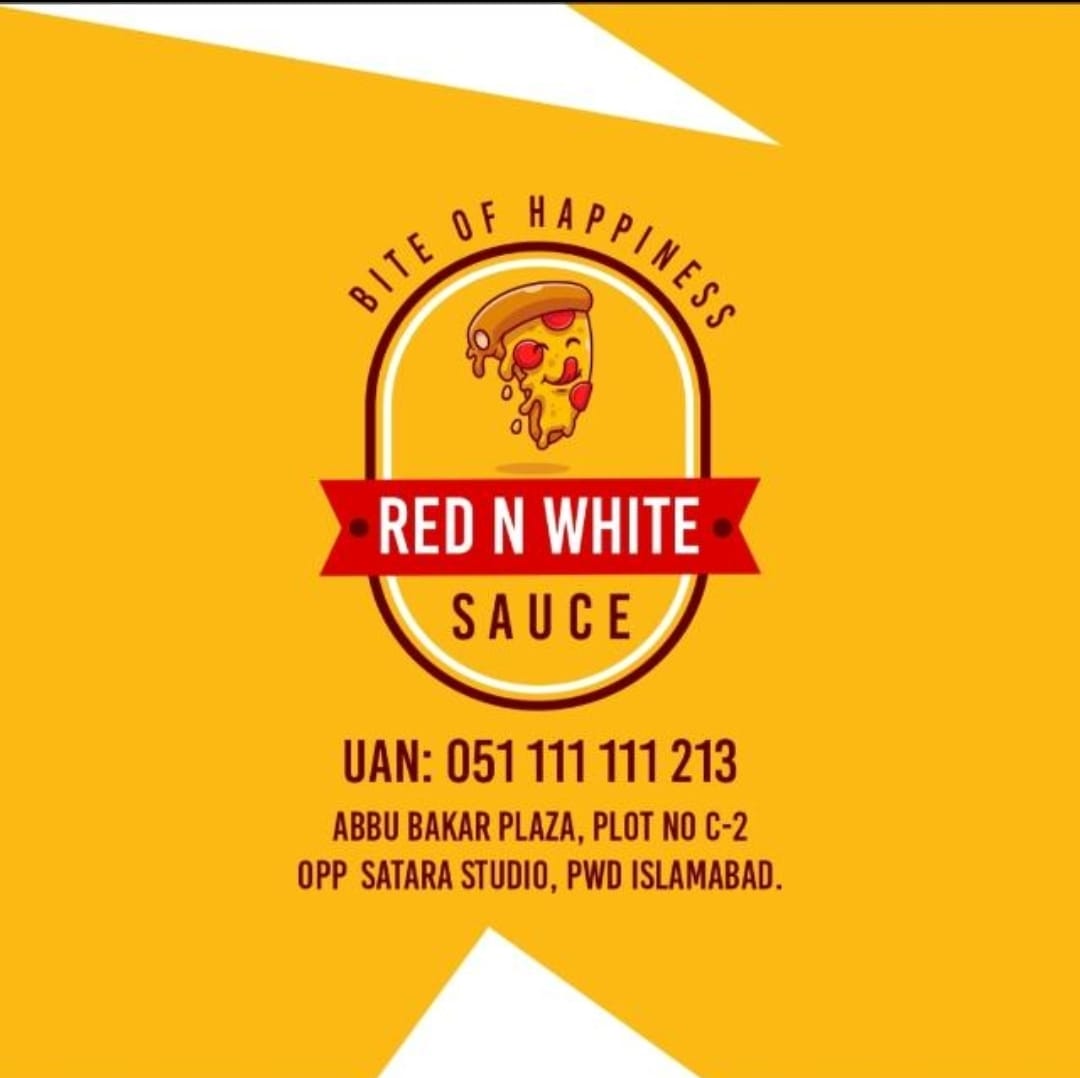 BITE OF HAPPINESS
RED N WHITE
SAUCE
UAN: 051 111 111 213
ABBU BAKAR PLAZA, PLOT NO C-2
OPP SATARA STUDIO, PWD ISLAMABAD.